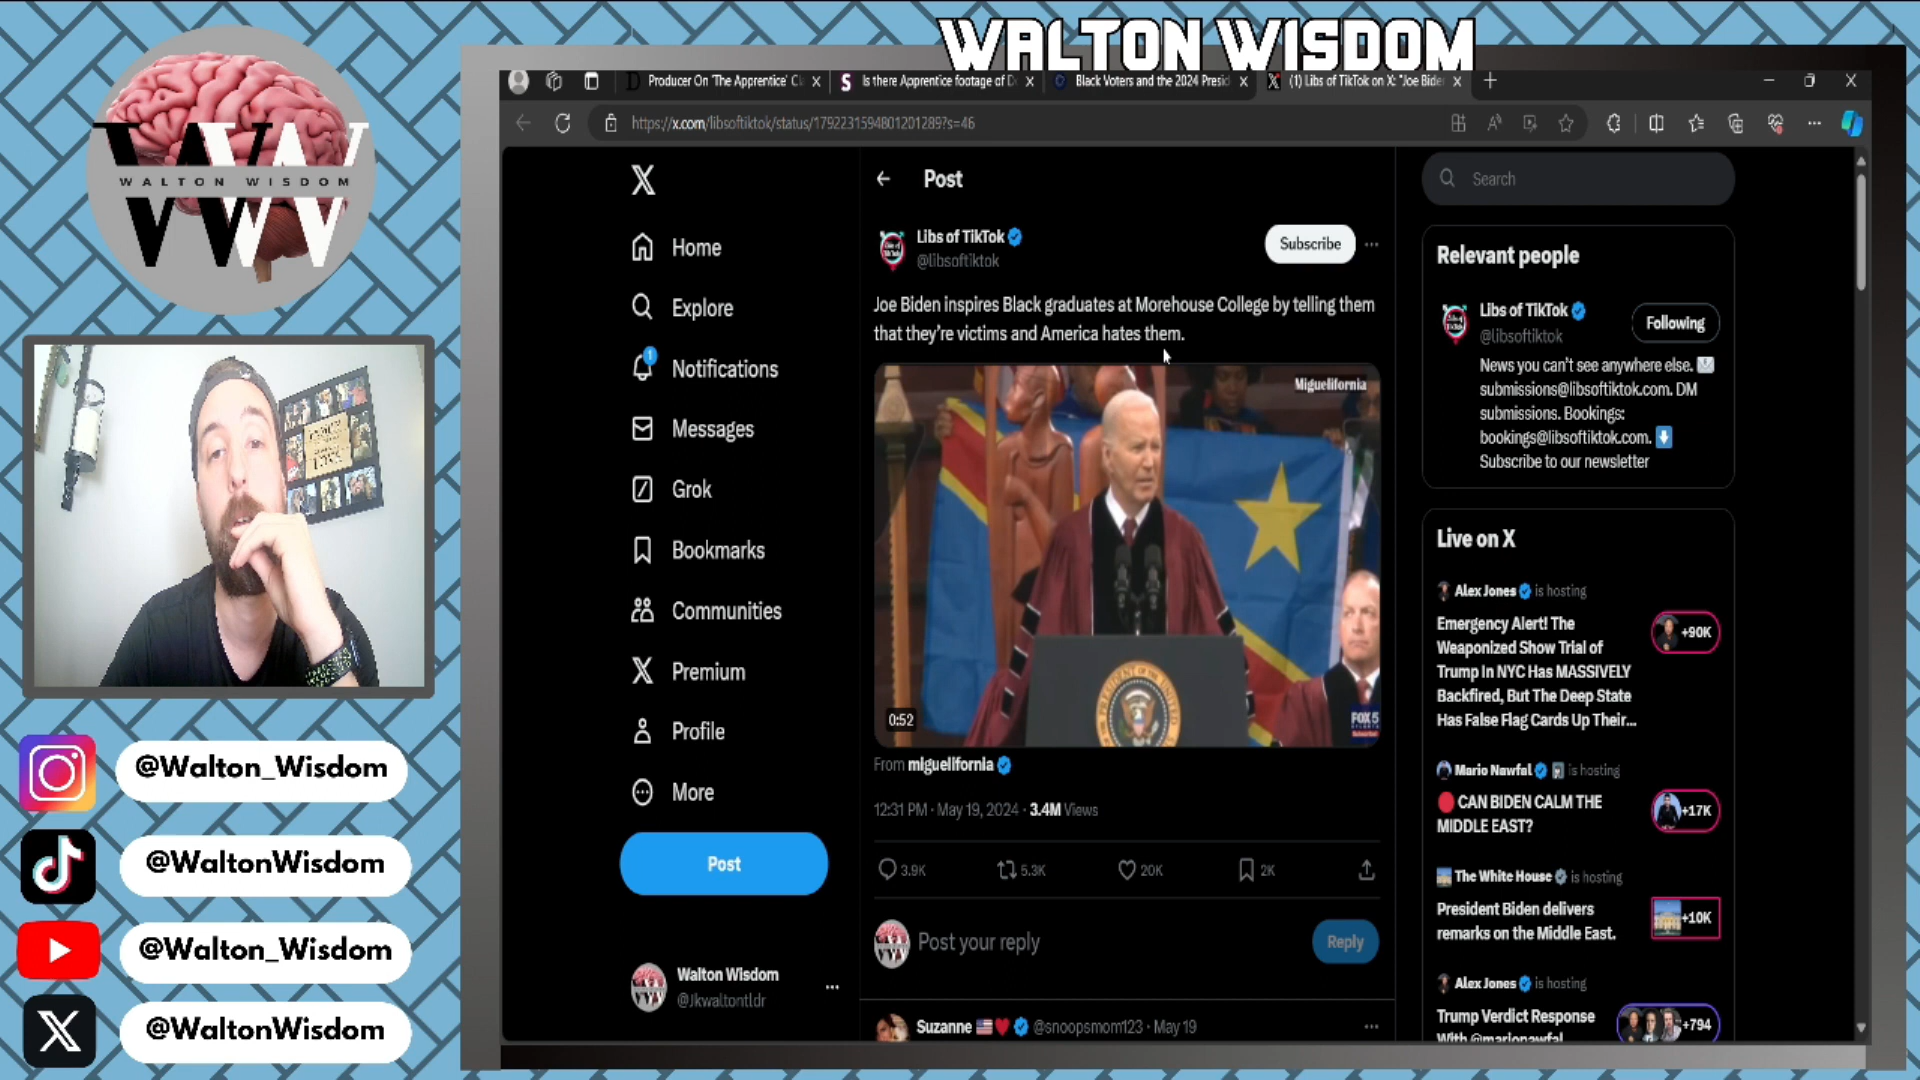 WALTON WISDOM
WALTON WISDOM
Producer On 'The Apprentice' Cl
Is there Apprentice footage of D
Black Voters and the 2024 Presid
(1) Libs of TikTok on X: "Joe Bide
https://x.com/libsoftiktok/status/1792231594801201289?s=46
Home
Explore
1
Notifications
Messages
Grok
Bookmarks
Communities
Premium
Profile
More
Post
Walton Wisdom
@Jkwaltontldr
Post
Libs of TikTok
@libsoftiktok
Subscribe
Joe Biden inspires Black graduates at Morehouse College by telling them
that they're victims and America hates them.
Miguelifornia
0:52
FOX 5
From miguelifornia
12:31 PM · May 19, 2024 · 3.4M Views
3.9K
5.3K
20K
2K
Post your reply
Reply
Suzanne
@snoopsmom123 · May 19
Search
Relevant people
Libs of TikTok
Following
@libsoftiktok
News you can't see anywhere else.
submissions@libsoftiktok.com. DM
submissions. Bookings:
bookings@libsoftiktok.com.
Subscribe to our newsletter
Live on X
Alex Jones is hosting
Emergency Alert! The
Weaponized Show Trial of
Trump In NYC Has MASSIVELY
Backfired, But The Deep State
Has False Flag Cards Up Their...
+90K
Mario Nawfal is hosting
CAN BIDEN CALM THE
MIDDLE EAST?
+17K
The White House is hosting
President Biden delivers
remarks on the Middle East.
+10K
Alex Jones is hosting
Trump Verdict Response
With @marionawfal
+794
@Walton_Wisdom
@WaltonWisdom
@Walton_Wisdom
@WaltonWisdom